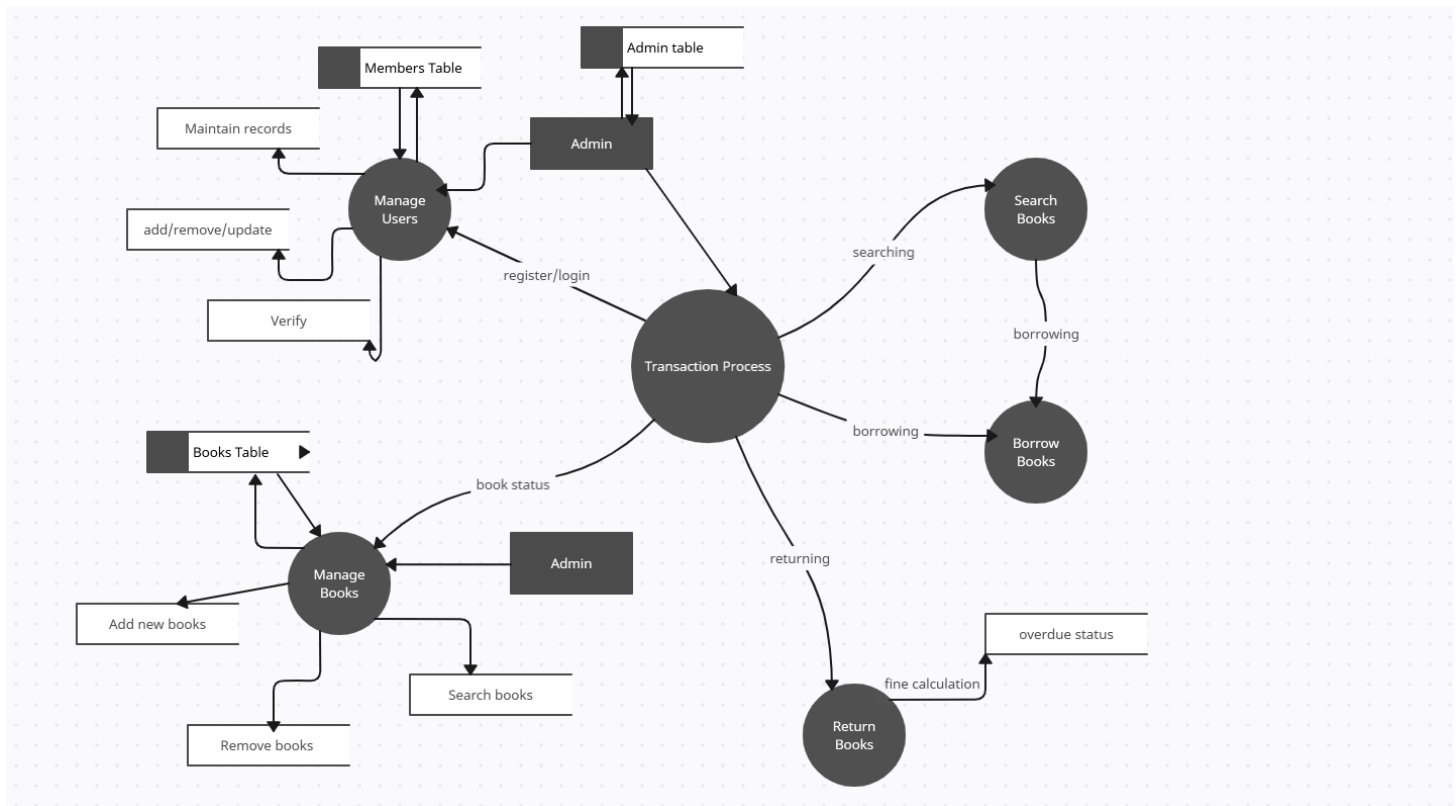 Admin table
Members Table
Maintain records
Admin
Manage
Users
Search
Books
add/remove/update
searching
register/login
Verify
borrowing
Transaction Process
borrowing
Borrow
Books
Books Table
book status
returning
Admin
Manage
Books
Add new books
overdue status
fine calculation
Search books
Return
Books
Remove books